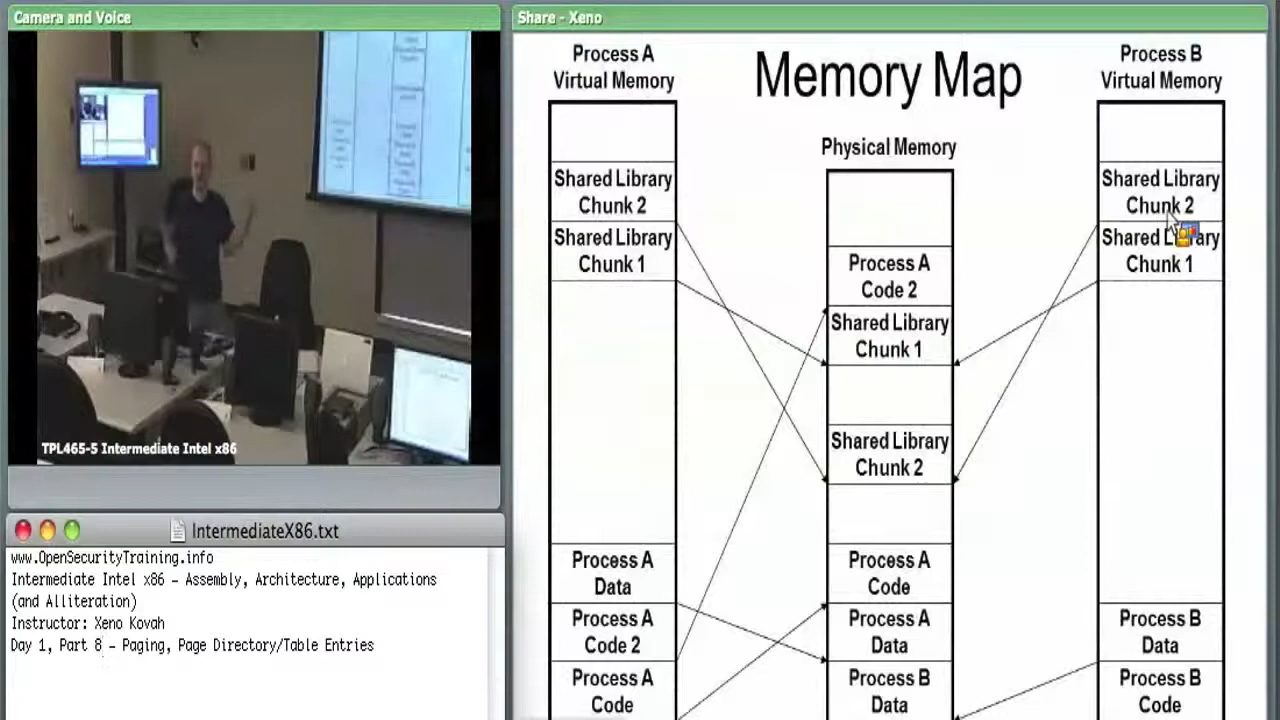 Camera and Voice
TPL465-5 Intermediate Intel x86
IntermediateX86.txt
www.OpenSecurityTraining.info
Intermediate Intel x86 – Assembly, Architecture, Applications
(and Alliteration)
Instructor: Xeno Kovah
Day 1, Part 8 – Paging, Page Directory/Table Entries
Share - Xeno
Memory Map
Process A
Virtual Memory
Shared Library
Chunk 2
Shared Library
Chunk 1
Process A
Data
Process A
Code 2
Process A
Code
Physical Memory
Process A
Code 2
Shared Library
Chunk 1
Shared Library
Chunk 2
Process A
Code
Process A
Data
Process B
Data
Process B
Virtual Memory
Shared Library
Chunk 2
Shared Library
Chunk 1
Process B
Data
Process B
Code